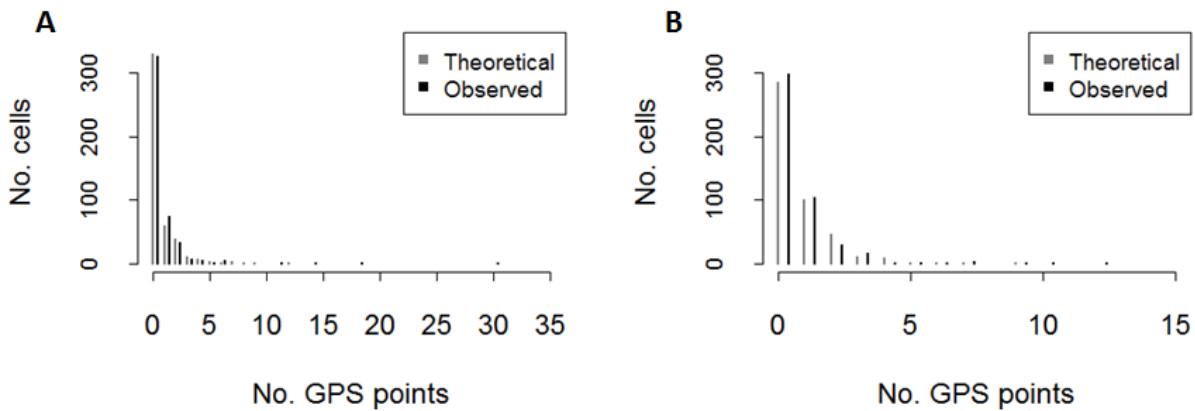 A
Theoretical
Observed
No. cells
0 100 200 300
0 5 10 15 20 25 30 35
No. GPS points
B
Theoretical
Observed
No. cells
0 100 200 300
0 5 10 15
No. GPS points